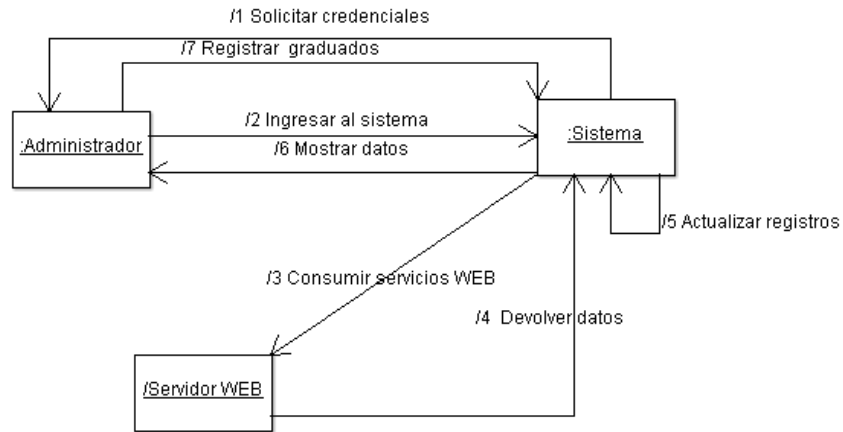 /1 Solicitar credenciales
/7 Registrar graduados
/2 Ingresar al sistema
:Administrador
:Sistema
/6 Mostrar datos
/5 Actualizar registros
/3 Consumir servicios WEB
/4 Devolver datos
/Servidor WEB